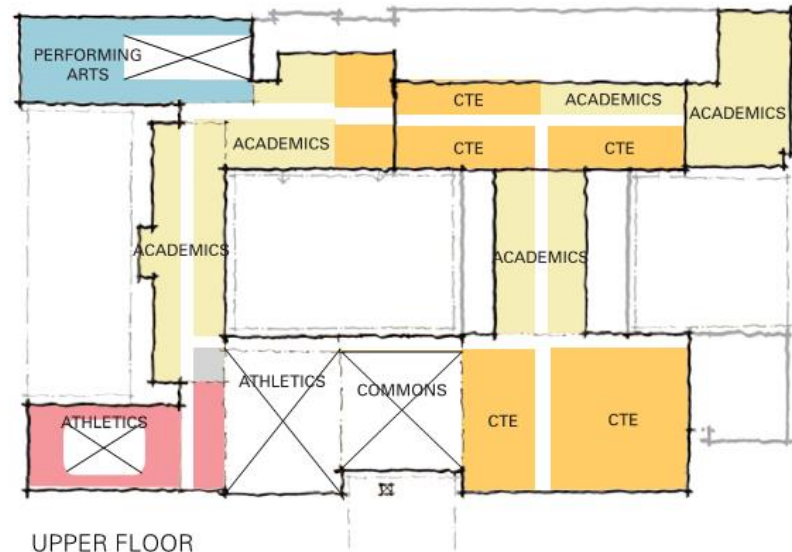 PERFORMING
ARTS
CTE
ACADEMICS
ACADEMICS
ACADEMICS
CTE
CTE
ACADEMICS
ACADEMICS
ATHLETICS
COMMONS
ATHLETICS
CTE
CTE
UPPER FLOOR